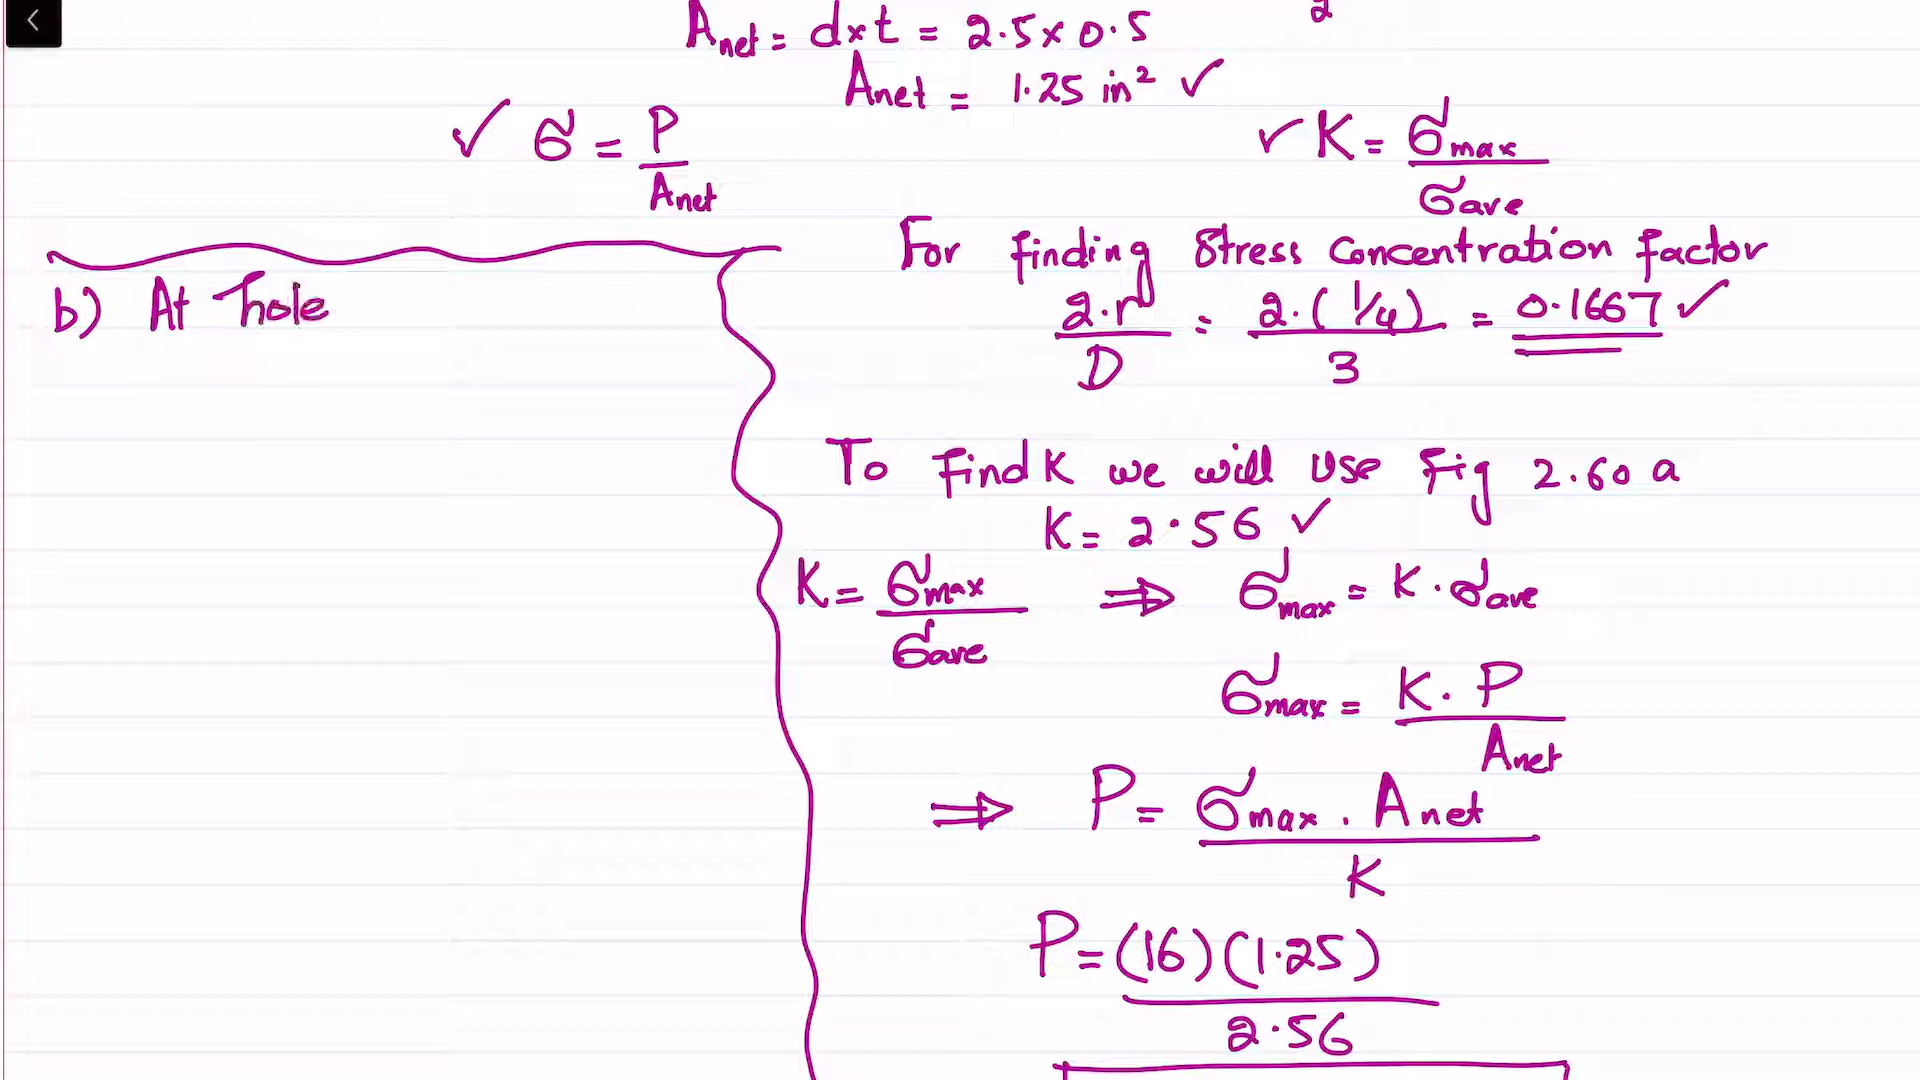 2
Anet = d×t = 2.5×0.5
Anet = 1.25 in² ✓
✓ σ = P / Anet
✓ K = σmax / σave
For finding Stress Concentration factor
2.r / D = 2.(1/4) / 3 = 0.1667 ✓
To Find K we will Use Fig 2.60 a
K = 2.56 ✓
K = σmax / σave ⇒ σmax = K . σave
σmax = K . P / Anet
⇒ P = σmax . Anet / K
P = (16)(1.25) / 2.56
b) At hole